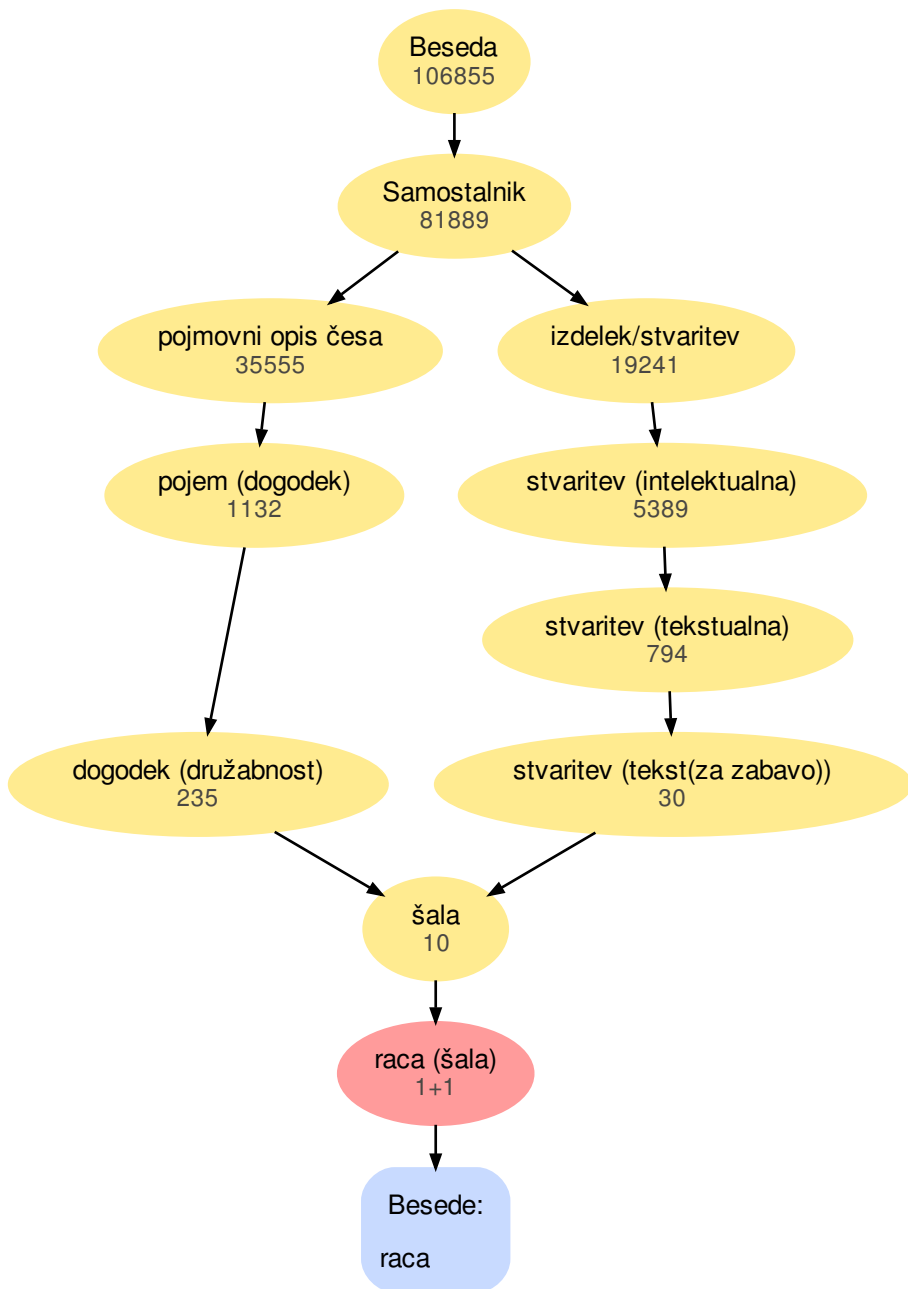 Beseda
106855
Samostalnik
81889
pojmovni opis česa
35555
izdelek/stvaritev
19241
pojem (dogodek)
1132
stvaritev (intelektualna)
5389
stvaritev (tekstualna)
794
dogodek (družabnost)
235
stvaritev (tekst(za zabavo))
30
šala
10
raca (šala)
1+1
Besede:
raca